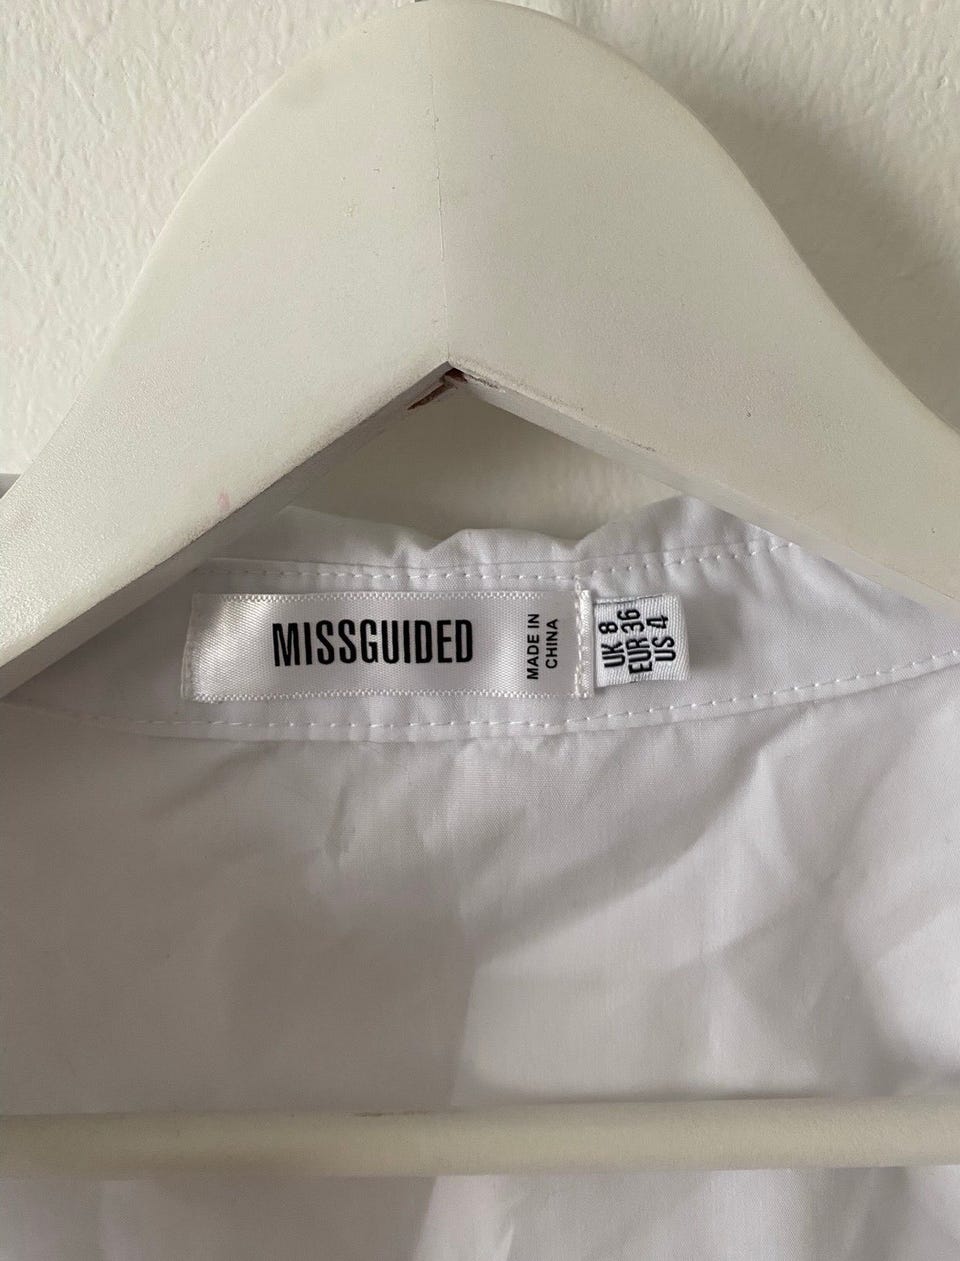 MISSGUIDED
MADE IN
CHINA
UK 8
EUR 36
US 4